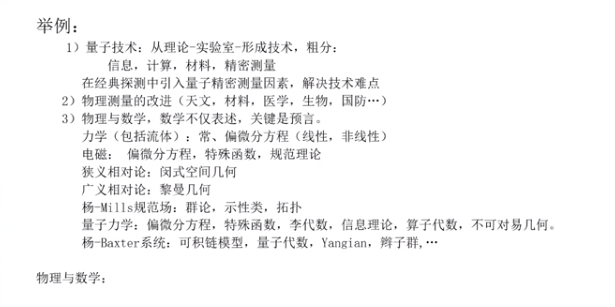 举例：
1）量子技术：从理论-实验室-形成技术，粗分：
信息，计算，材料，精密测量
在经典探测中引入量子精密测量因素，解决技术难点
2）物理测量的改进（天文，材料，医学，生物，国防…）
3）物理与数学，数学不仅表述，关键是预言。
力学（包括流体）：常、偏微分方程（线性，非线性）
电磁： 偏微分方程，特殊函数，规范理论
狭义相对论：闵式空间几何
广义相对论：黎曼几何
杨-Mills规范场：群论，示性类，拓扑
量子力学：偏微分方程，特殊函数，李代数，信息理论，算子代数，不可对易几何。
杨-Baxter系统：可积链模型，量子代数，Yangian，辫子群,…
物理与数学；